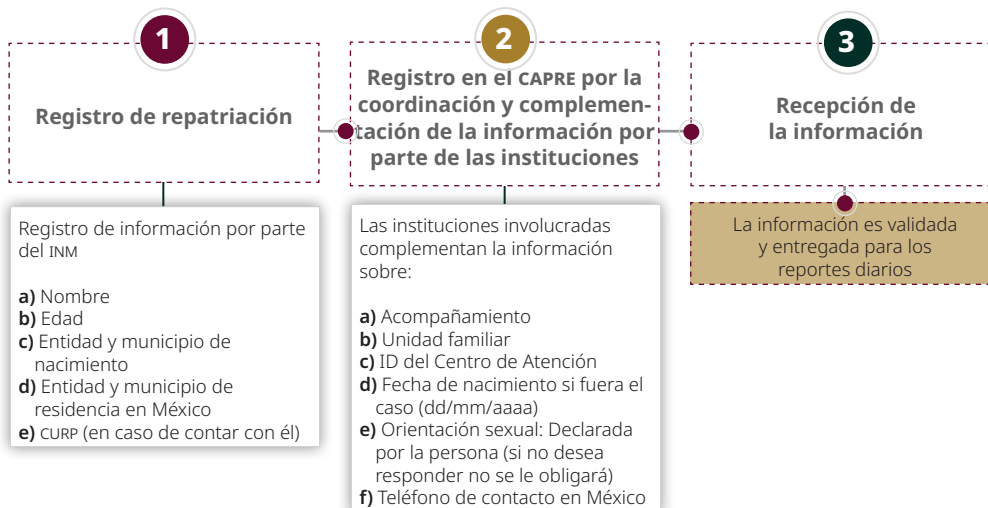 1
Registro de repatriación
Registro de información por parte
del INM
a) Nombre
b) Edad
c) Entidad y municipio de
nacimiento
d) Entidad y municipio de
residencia en México
e) CURP (en caso de contar con él)
2
Registro en el CAPRE por la
coordinación y complemen-
tación de la información por
parte de las instituciones
Las instituciones involucradas
complementan la información
sobre:
a) Acompañamiento
b) Unidad familiar
c) ID del Centro de Atención
d) Fecha de nacimiento si fuera el
caso (dd/mm/aaaa)
e) Orientación sexual: Declarada
por la persona (si no desea
responder no se le obligará)
f) Teléfono de contacto en México
3
Recepción de
la información
La información es validada
y entregada para los
reportes diarios